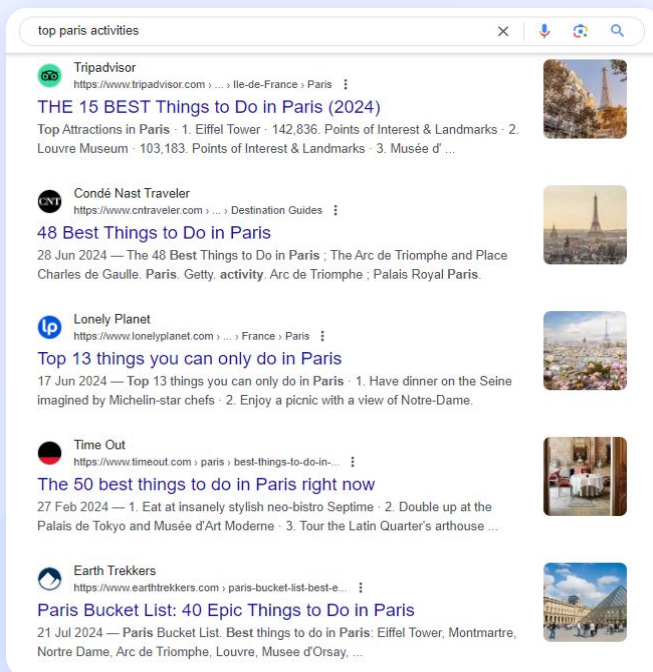 top paris activities
Tripadvisor
https://www.tripadvisor.com › ... › Ile-de-France › Paris
THE 15 BEST Things to Do in Paris (2024)
Top Attractions in Paris · 1. Eiffel Tower · 142,836. Points of Interest & Landmarks · 2.
Louvre Museum · 103,183. Points of Interest & Landmarks · 3. Musée d' ...
CNT
Condé Nast Traveler
https://www.cntraveler.com › ... › Destination Guides
48 Best Things to Do in Paris
28 Jun 2024 — The 48 Best Things to Do in Paris ; The Arc de Triomphe and Place
Charles de Gaulle. Paris. Getty. activity. Arc de Triomphe ; Palais Royal Paris.
lp
Lonely Planet
https://www.lonelyplanet.com › ... › France › Paris
Top 13 things you can only do in Paris
17 Jun 2024 — Top 13 things you can only do in Paris · 1. Have dinner on the Seine
imagined by Michelin-star chefs · 2. Enjoy a picnic with a view of Notre-Dame.
Time Out
https://www.timeout.com › paris › best-things-to-do-in-...
The 50 best things to do in Paris right now
27 Feb 2024 — 1. Eat at insanely stylish neo-bistro Septime · 2. Double up at the
Palais de Tokyo and Musée d'Art Moderne · 3. Tour the Latin Quarter's arthouse ...
Earth Trekkers
https://www.earthtrekkers.com › paris-bucket-list-best-e...
Paris Bucket List: 40 Epic Things to Do in Paris
21 Jul 2024 — Paris Bucket List. Best things to do in Paris: Eiffel Tower, Montmartre,
Nortre Dame, Arc de Triomphe, Louvre, Musee d'Orsay, ...